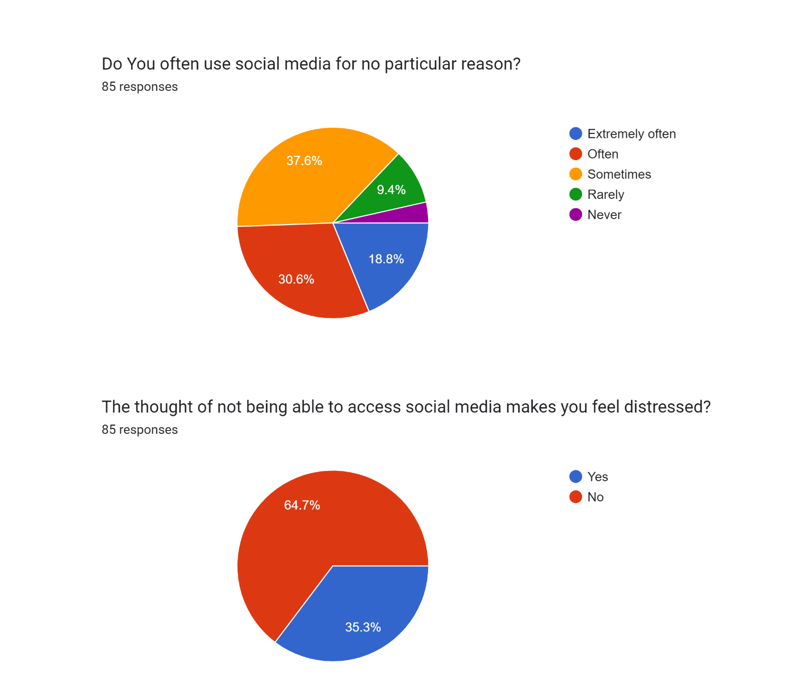 Do You often use social media for no particular reason?
85 responses
37.6%
9.4%
18.8%
30.6%
Extremely often
Often
Sometimes
Rarely
Never
The thought of not being able to access social media makes you feel distressed?
85 responses
64.7%
35.3%
Yes
No